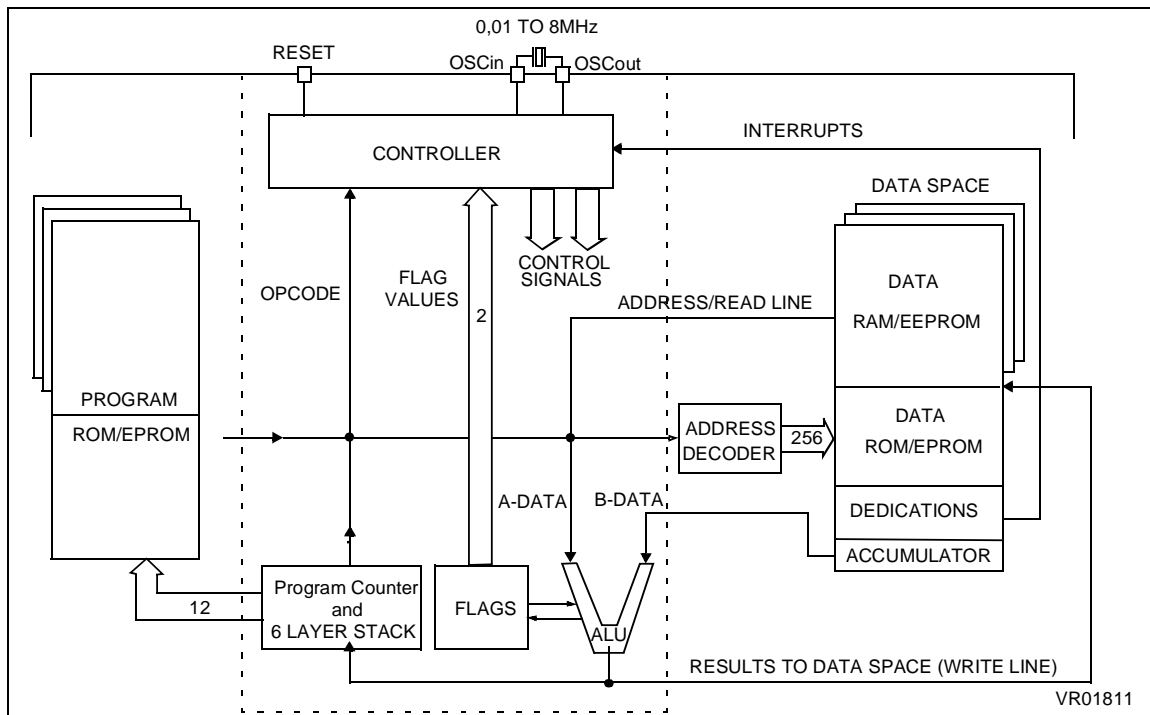 0,01 TO 8MHz
RESET
OSCin
OSCout
INTERRUPTS
CONTROLLER
DATA SPACE
CONTROL
SIGNALS
OPCODE
FLAG
VALUES
2
ADDRESS/READ LINE
DATA
RAM/EEPROM
PROGRAM
ROM/EPROM
ADDRESS
DECODER
256
DATA
ROM/EPROM
A-DATA
B-DATA
DEDICATIONS
ACCUMULATOR
12
Program Counter
and
6 LAYER STACK
FLAGS
ALU
RESULTS TO DATA SPACE (WRITE LINE)
VR01811